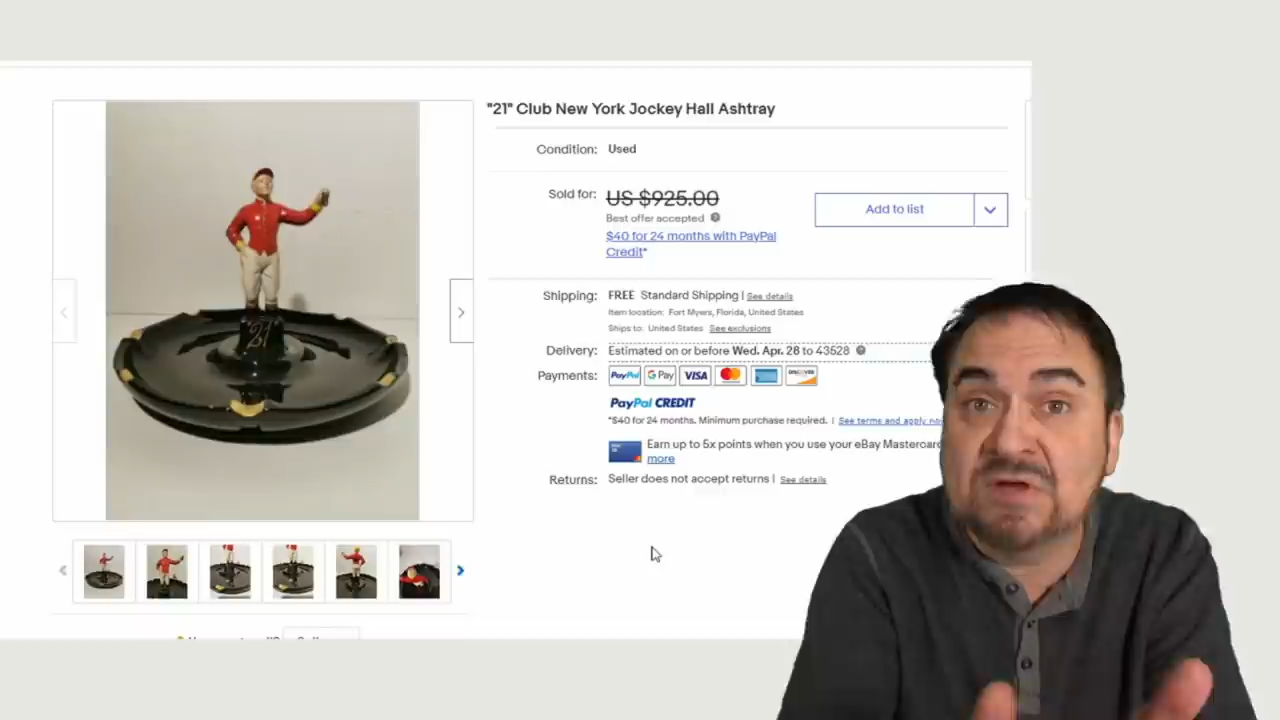 "21" Club New York Jockey Hall Ashtray
Condition: Used
Sold for: US $925.00
Add to list
Best offer accepted
$40 for 24 months with PayPal
Credit*
Shipping: FREE Standard Shipping | See details
Item location: Fort Myers, Florida, United States
Ships to: United States See exclusions
Delivery: Estimated on or before Wed. Apr. 28 to 43528
Payments: PayPal G Pay VISA
PayPal CREDIT
*$40 for 24 months. Minimum purchase required. | See terms and apply
Earn up to 5x points when you use your eBay Mastercard
more
Returns: Seller does not accept returns | See details
"21"